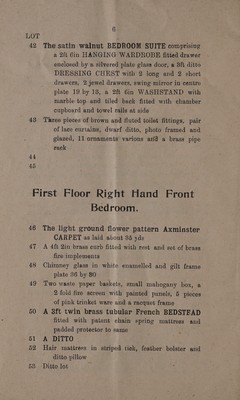 6
LOT
42 The satin walnut BEDROOM SUITE comprising
a 2ft 6in HANGING WARDROBE fitted drawer
enclosed by a silvered plate glass door, a 3ft ditto
DRESSING CHEST with 2 long and 2 short
drawers, 2 jewel drawers, swing mirror in centre
plate 19 by 13, a 2ft 6in WASHSTAND with
marble top and tiled back fitted with chamber
cupboard and towel rails at side
43 Three pieces of brown and fluted toilet fittings, pair
of lace curtains, dwarf ditto, photo framed and
glazed, 11 ornaments various and a brass pipe
rack
44
45
First Floor Right Hand Front
Bedroom.
46 The light ground flower pattern Axminster
CARPET as laid about 35 yds
47 A 4ft 2in brass curb fitted with rest and set of brass
fire implements
48 Chimney glass in white enamelled and gilt frame
plate 36 by 30
49 Two waste paper baskets, small mahogany box, a
2 fold fire screen with painted panels, 5 pieces
of pink trinket ware and a racquet frame
50 A 3ft twin brass tubular French BEDSTEAD
fitted with patent chain spring mattress and
padded protector to same
51 A DITTO
52 Hair mattress in striped tick, feather bolster and
ditto pillow
53 Ditto lot